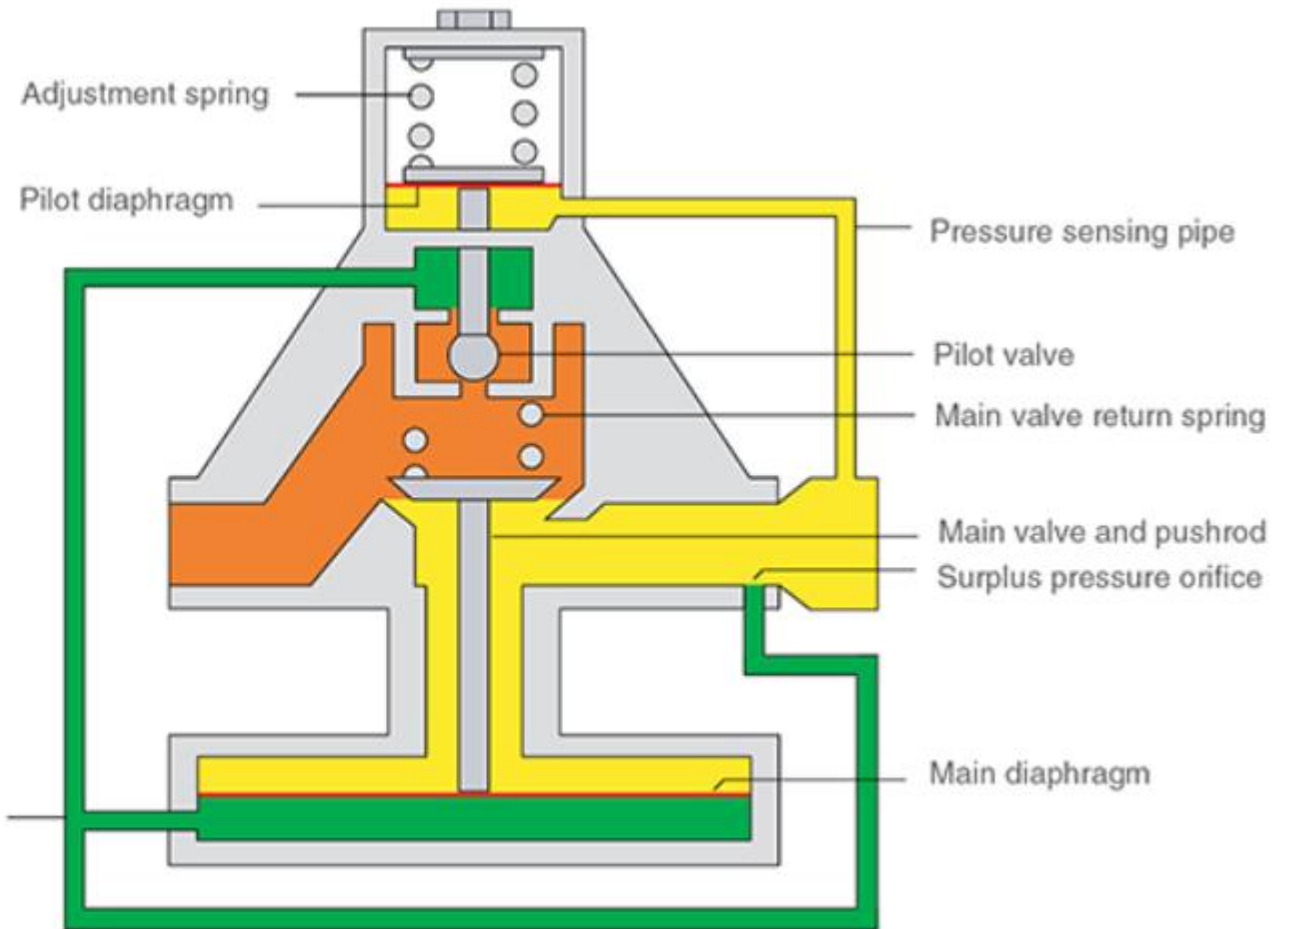 Adjustment spring
Pilot diaphragm
Pressure sensing pipe
Pilot valve
Main valve return spring
Main valve and pushrod
Surplus pressure orifice
Main diaphragm